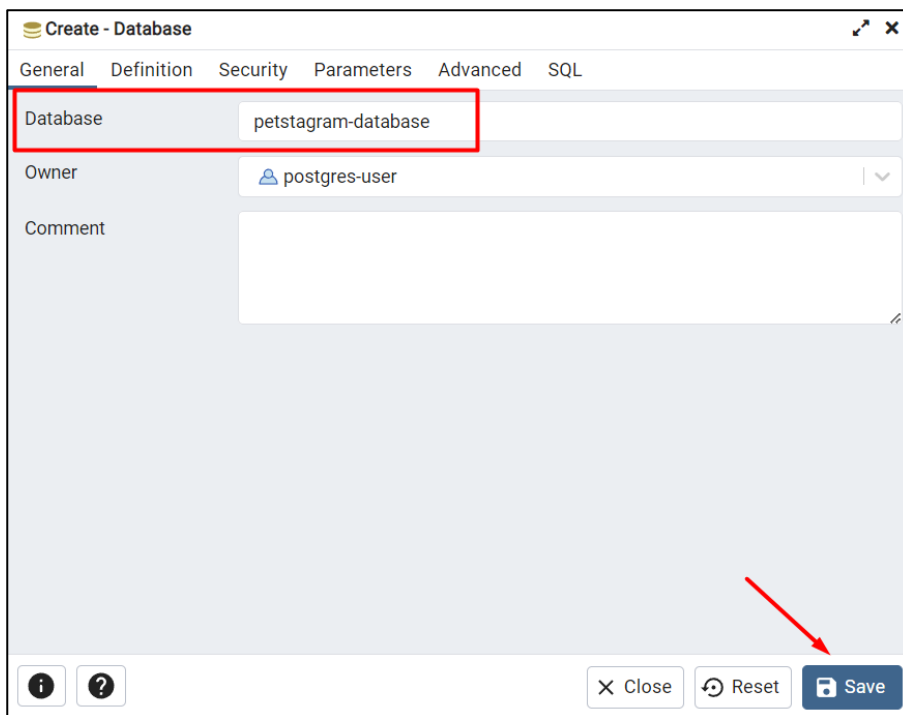 Create - Database
General Definition Security Parameters Advanced SQL
Database petstagram-database
Owner postgres-user
Comment
Close Reset Save